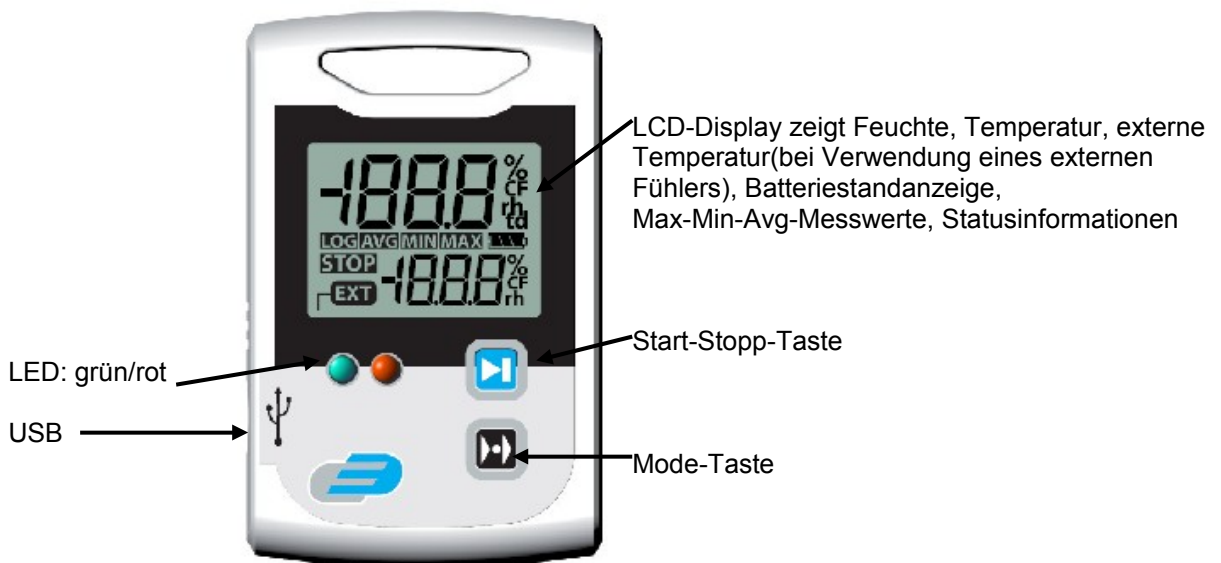 LCD-Display zeigt Feuchte, Temperatur, externe
Temperatur(bei Verwendung eines externen
Fühlers), Batteriestandanzeige,
Max-Min-Avg-Messwerte, Statusinformationen
-188.8 % CF rh td
LOG AVG MIN MAX
STOP
EXT -188.8 % CF rh
Start-Stopp-Taste
LED: grün/rot
USB
Mode-Taste